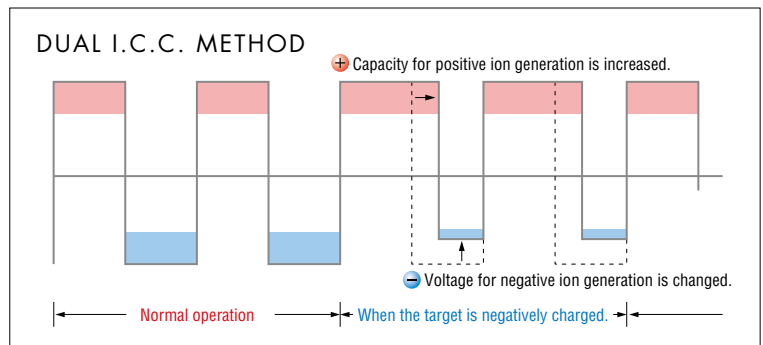 DUAL I.C.C. METHOD
+ Capacity for positive ion generation is increased.
− Voltage for negative ion generation is changed.
Normal operation
When the target is negatively charged.